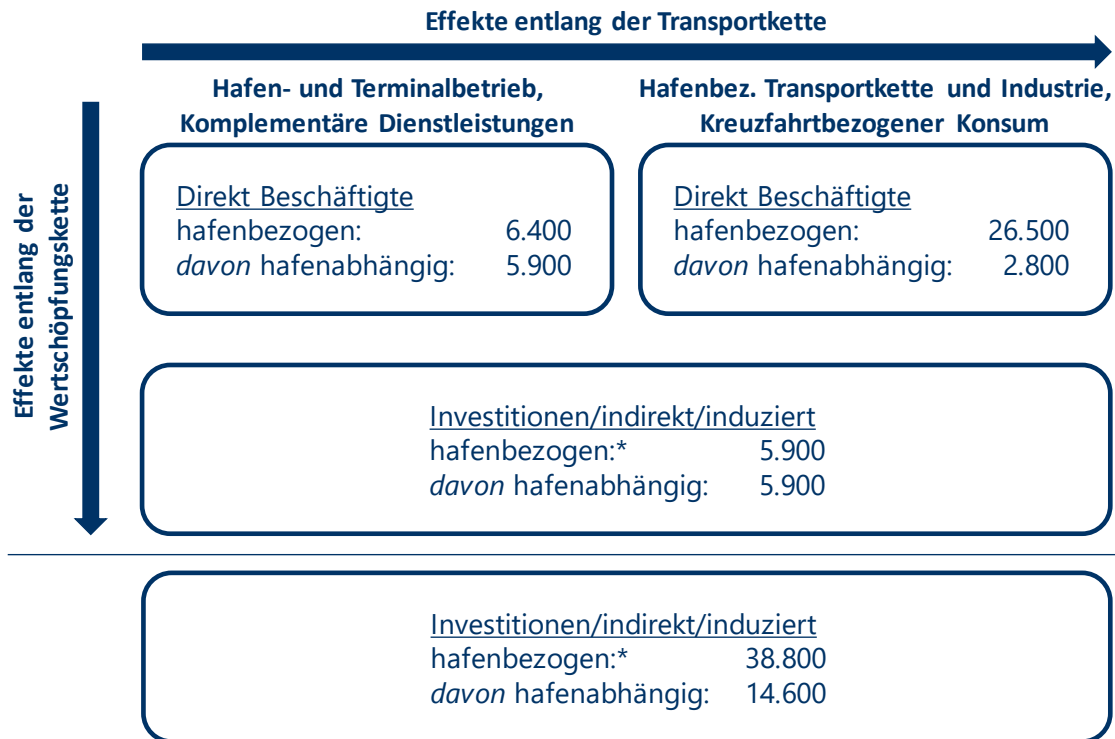 Effekte entlang der Transportkette
Hafen- und Terminalbetrieb,
Komplementäre Dienstleistungen
Hafenbez. Transportkette und Industrie,
Kreuzfahrtbezogener Konsum
Effekte entlang der
Wertschöpfungskette
Direkt Beschäftigte
hafenbezogen: 6.400
davon hafenabhängig: 5.900
Direkt Beschäftigte
hafenbezogen: 26.500
davon hafenabhängig: 2.800
Investitionen/indirekt/induziert
hafenbezogen:* 5.900
davon hafenabhängig: 5.900
Investitionen/indirekt/induziert
hafenbezogen:* 38.800
davon hafenabhängig: 14.600